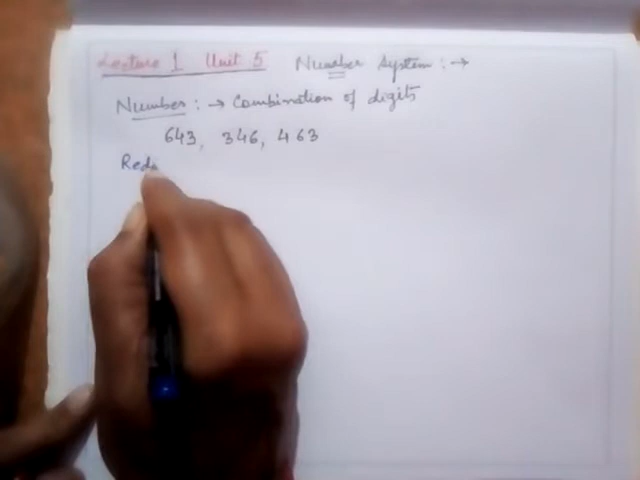 Lecture 1 Unit 5 Number System : →
Number : → Combination of digits
643, 346, 463